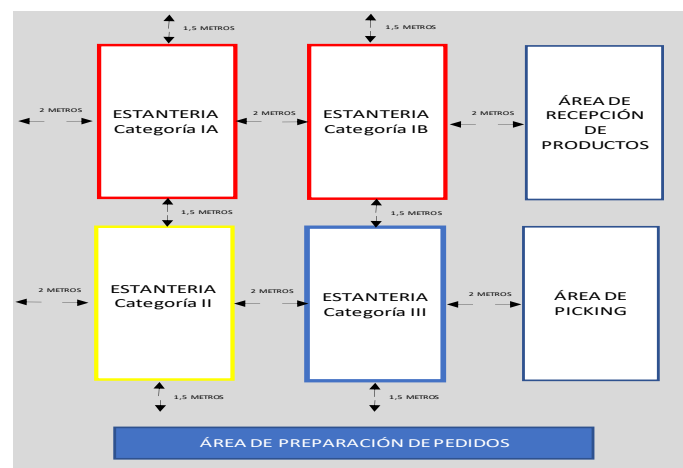 1,5 METROS
1,5 METROS
2 METROS
ESTANTERIA
Categoría IA
2 METROS
ESTANTERIA
Categoría IB
2 METROS
ÁREA DE
RECEPCIÓN
DE
PRODUCTOS
1,5 METROS
1,5 METROS
2 METROS
ESTANTERIA
Categoría II
2 METROS
ESTANTERIA
Categoría III
2 METROS
ÁREA DE
PICKING
1,5 METROS
1,5 METROS
ÁREA DE PREPARACIÓN DE PEDIDOS